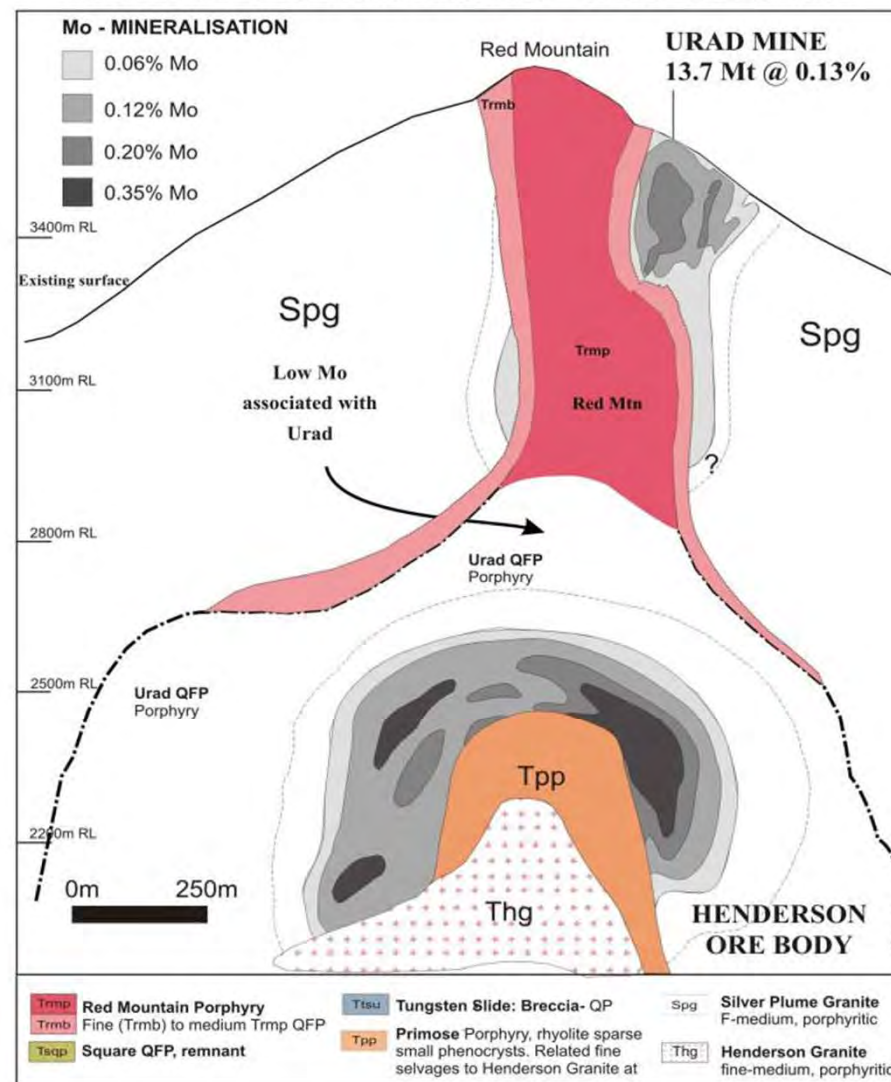 Mo - MINERALISATION
0.06% Mo
0.12% Mo
0.20% Mo
0.35% Mo
Red Mountain
URAD MINE
13.7 Mt @ 0.13%
Trmb
3400m RL
Existing surface
Spg
Spg
Trmp
3100m RL
Low Mo
associated with
Urad
Red Mtn
?
2800m RL
Urad QFP
Porphyry
2500m RL
Urad QFP
Porphyry
Tpp
2200m RL
0m 250m
Thg
HENDERSON
ORE BODY
Trmp Red Mountain Porphyry
Trmb Fine (Trmb) to medium Trmp QFP
Tsqp Square QFP, remnant
Ttsu Tungsten Slide: Breccia- QP
Tpp Primose Porphyry, rhyolite sparse
small phenocrysts. Related fine
selvages to Henderson Granite at
Spg Silver Plume Granite
F-medium, porphyritic
Thg Henderson Granite
fine-medium, porphyritic